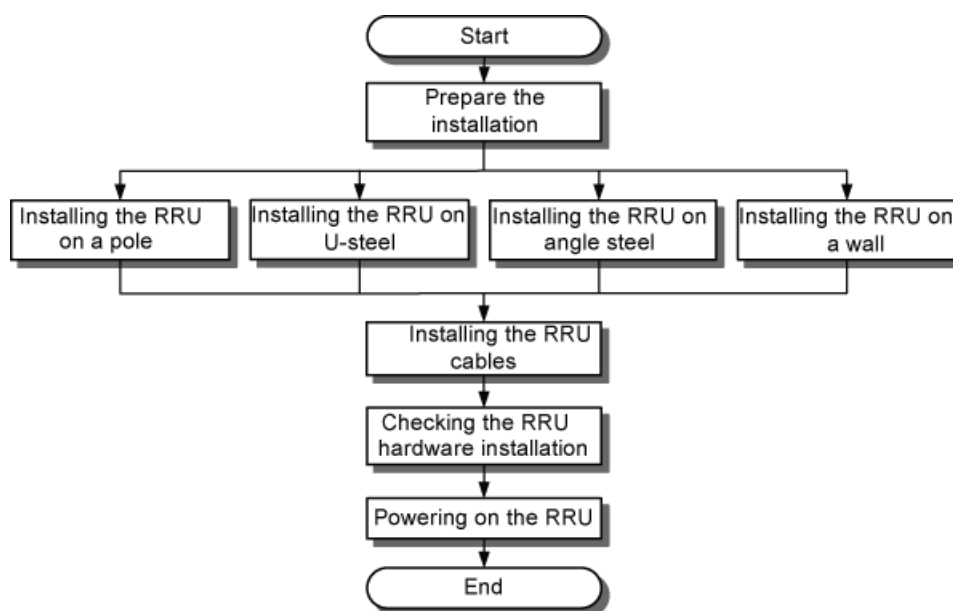 Start
Prepare the
installation
Installing the RRU
on a pole
Installing the RRU on
U-steel
Installing the RRU on
angle steel
Installing the RRU on
a wall
Installing the RRU
cables
Checking the RRU
hardware installation
Powering on the RRU
End